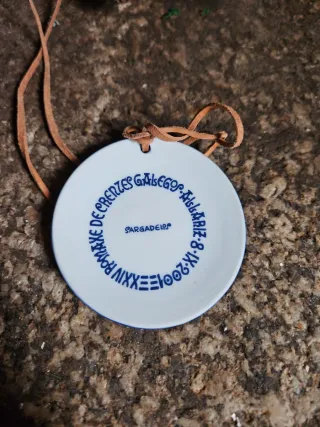 XXIV ROMAXE DE CRENTES GALEGOS · ALLARIZ · 8 · IX · 2001
SARGADELOS